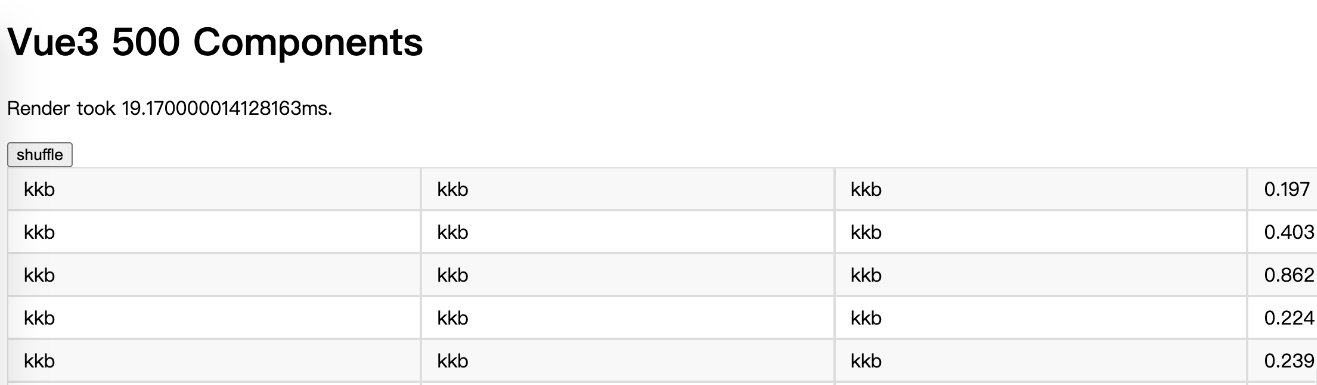 Vue3 500 Components
Render took 19.170000014128163ms.
shuffle
kkb kkb kkb 0.197
kkb kkb kkb 0.403
kkb kkb kkb 0.862
kkb kkb kkb 0.224
kkb kkb kkb 0.239